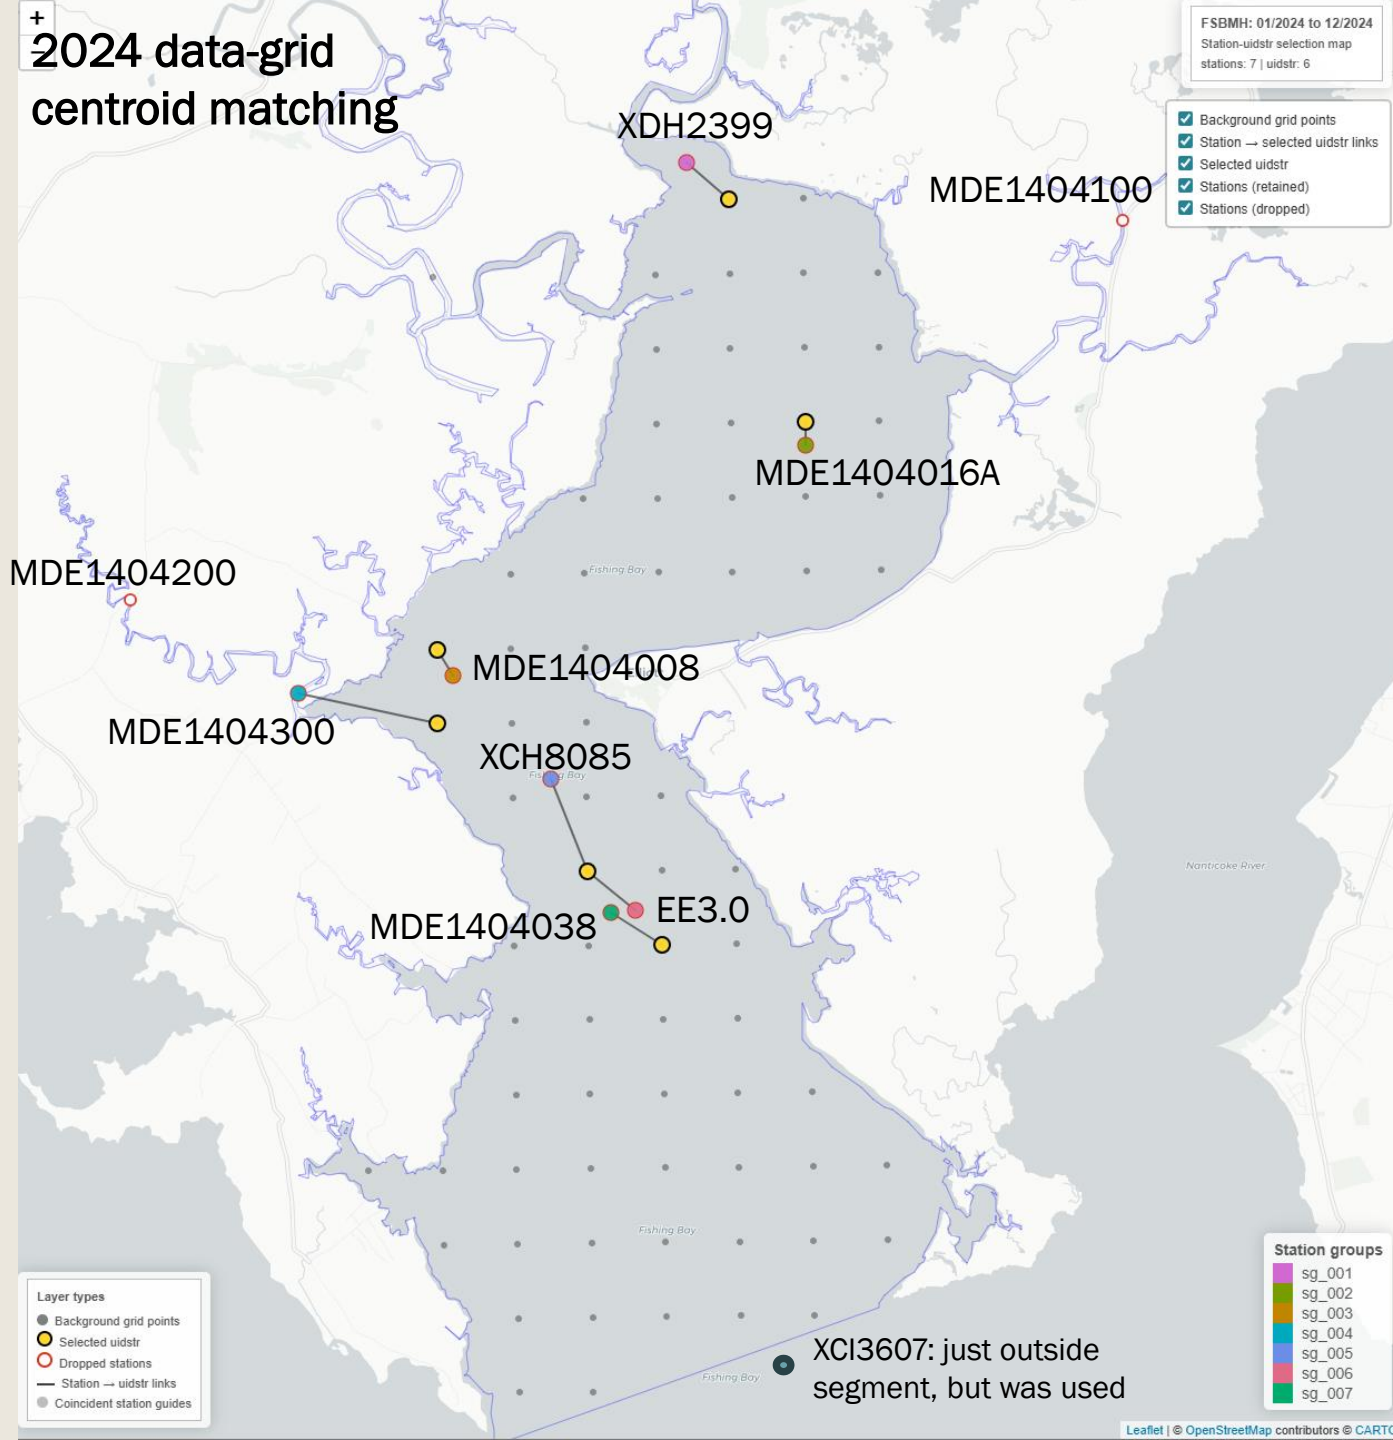 +
−
2024 data-grid
centroid matching
FSBMH: 01/2024 to 12/2024
Station-uidstr selection map
stations: 7 | uidstr: 6
Background grid points
Station → selected uidstr links
Selected uidstr
Stations (retained)
Stations (dropped)
XDH2399
MDE1404100
MDE1404016A
Fishing Bay
MDE1404200
MDE1404008
MDE1404300
XCH8085
Fishing Bay
Nanticoke River
MDE1404038
EE3.0
Fishing Bay
XCI3607: just outside
segment, but was used
Fishing Bay
Layer types
Background grid points
Selected uidstr
Dropped stations
Station → uidstr links
Coincident station guides
Station groups
sg_001
sg_002
sg_003
sg_004
sg_005
sg_006
sg_007
Leaflet | © OpenStreetMap contributors © CARTO